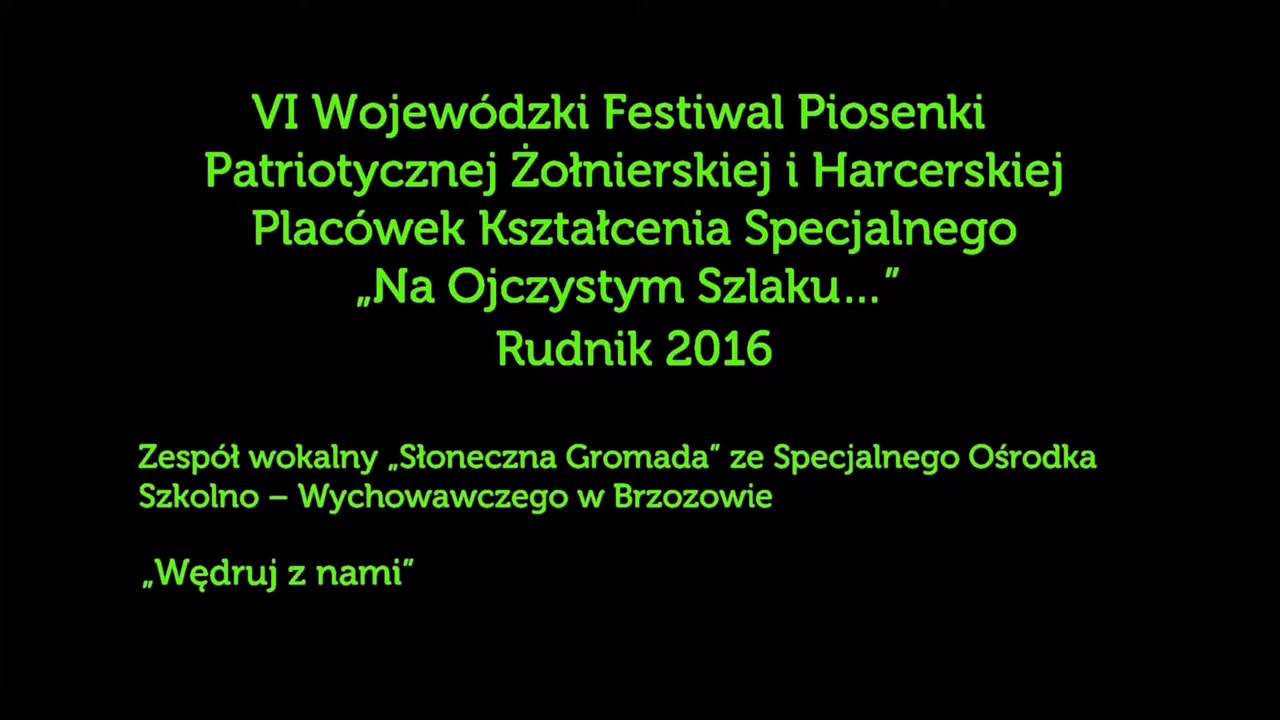 VI Wojewódzki Festiwal Piosenki
Patriotycznej Żołnierskiej i Harcerskiej
Placówek Kształcenia Specjalnego
„Na Ojczystym Szlaku...”
Rudnik 2016
Zespół wokalny „Słoneczna Gromada” ze Specjalnego Ośrodka
Szkolno – Wychowawczego w Brzozowie
„Wędruj z nami”